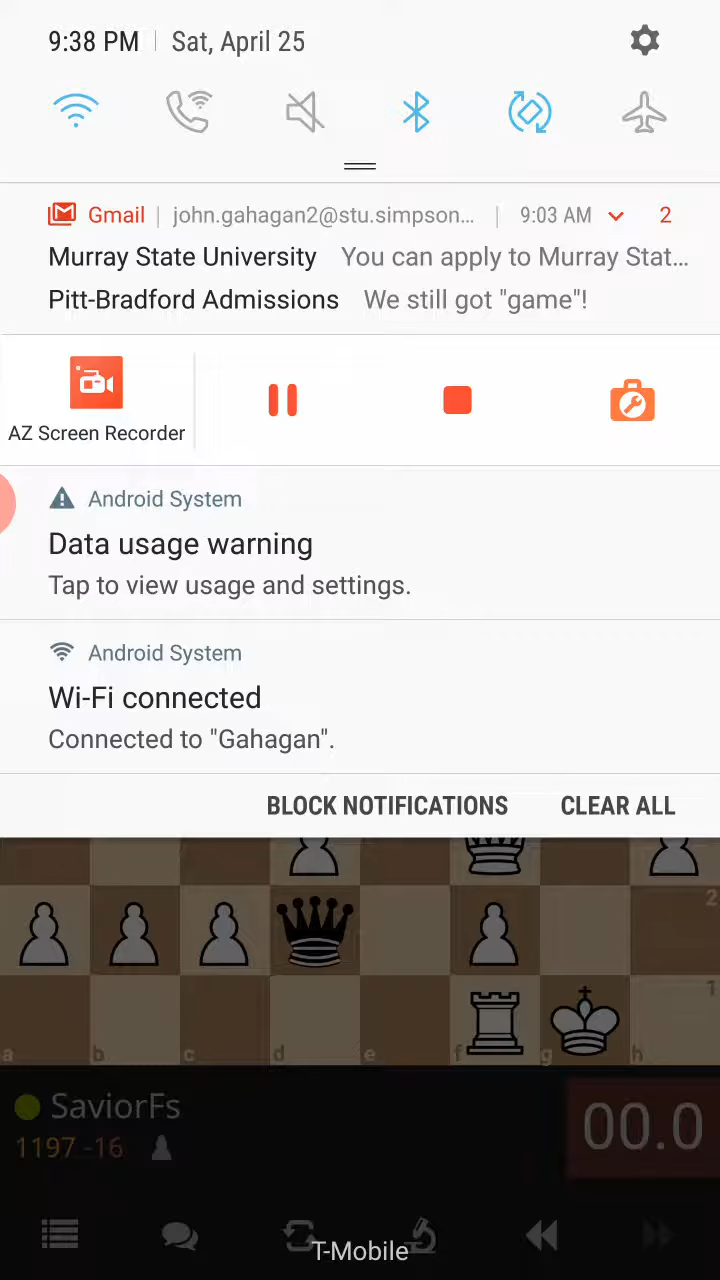 9:38 PM | Sat, April 25
Gmail | john.gahagan2@stu.simpson... | 9:03 AM 2
Murray State University You can apply to Murray Stat...
Pitt-Bradford Admissions We still got "game"!
AZ Screen Recorder
Android System
Data usage warning
Tap to view usage and settings.
Android System
Wi-Fi connected
Connected to "Gahagan".
BLOCK NOTIFICATIONS CLEAR ALL
2
1
a b c d e f g h
SaviorFs
1197 -16
00.0
T-Mobile